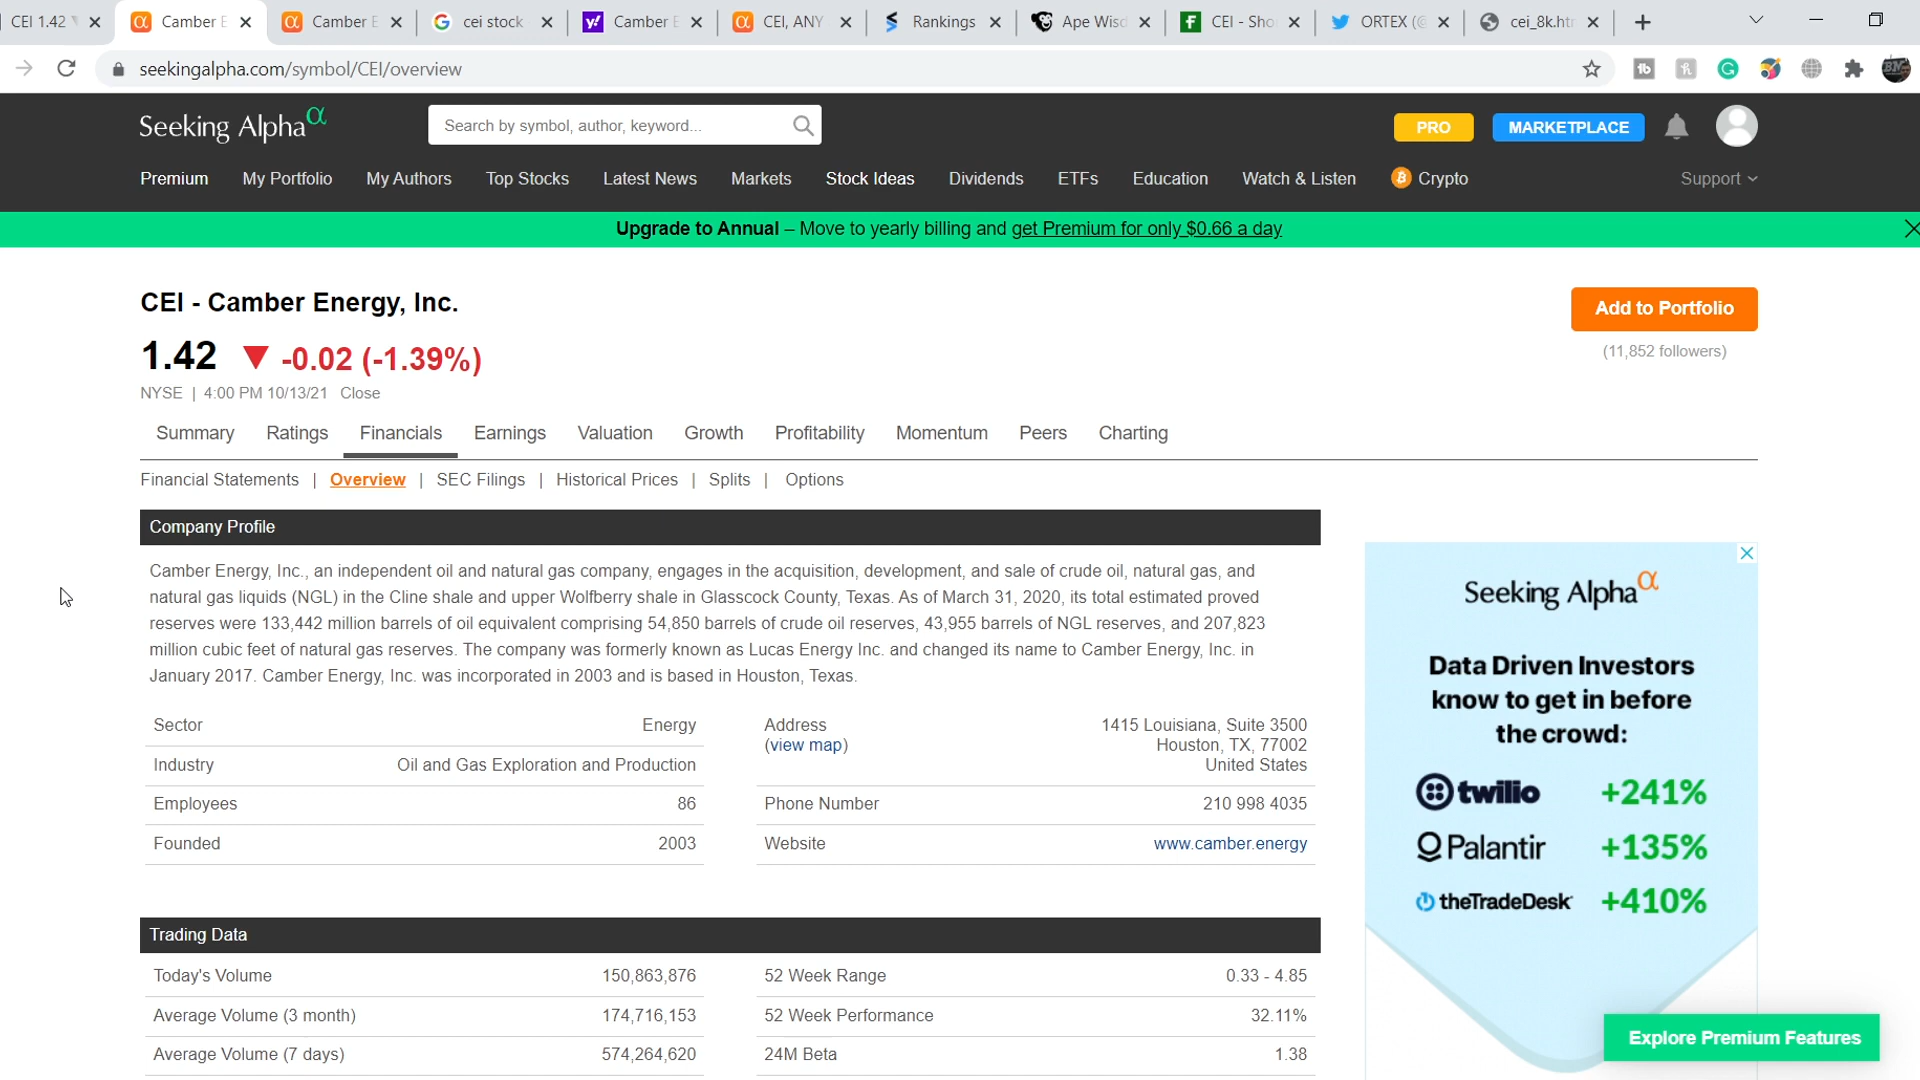 CEI 1.42
Camber E
Camber E
cei stock
Camber E
CEI, ANY
Rankings
Ape Wisd
CEI - Sho
ORTEX (@
cei_8k.htm
seekingalpha.com/symbol/CEI/overview
Seeking Alpha α
Search by symbol, author, keyword...
PRO
MARKETPLACE
Premium
My Portfolio
My Authors
Top Stocks
Latest News
Markets
Stock Ideas
Dividends
ETFs
Education
Watch & Listen
Crypto
Support
Upgrade to Annual – Move to yearly billing and get Premium for only $0.66 a day
CEI - Camber Energy, Inc.
Add to Portfolio
(11,852 followers)
1.42 ▼ -0.02 (-1.39%)
NYSE | 4:00 PM 10/13/21 Close
Summary
Ratings
Financials
Earnings
Valuation
Growth
Profitability
Momentum
Peers
Charting
Financial Statements | Overview | SEC Filings | Historical Prices | Splits | Options
Company Profile
Camber Energy, Inc., an independent oil and natural gas company, engages in the acquisition, development, and sale of crude oil, natural gas, and
natural gas liquids (NGL) in the Cline shale and upper Wolfberry shale in Glasscock County, Texas. As of March 31, 2020, its total estimated proved
reserves were 133,442 million barrels of oil equivalent comprising 54,850 barrels of crude oil reserves, 43,955 barrels of NGL reserves, and 207,823
million cubic feet of natural gas reserves. The company was formerly known as Lucas Energy Inc. and changed its name to Camber Energy, Inc. in
January 2017. Camber Energy, Inc. was incorporated in 2003 and is based in Houston, Texas.
Sector Energy
Industry Oil and Gas Exploration and Production
Employees 86
Founded 2003
Address 1415 Louisiana, Suite 3500
(view map) Houston, TX, 77002
United States
Phone Number 210 998 4035
Website www.camber.energy
Trading Data
Today's Volume 150,863,876
Average Volume (3 month) 174,716,153
Average Volume (7 days) 574,264,620
52 Week Range 0.33 - 4.85
52 Week Performance 32.11%
24M Beta 1.38
Seeking Alpha α
Data Driven Investors
know to get in before
the crowd:
twilio +241%
Palantir +135%
theTradeDesk +410%
Explore Premium Features